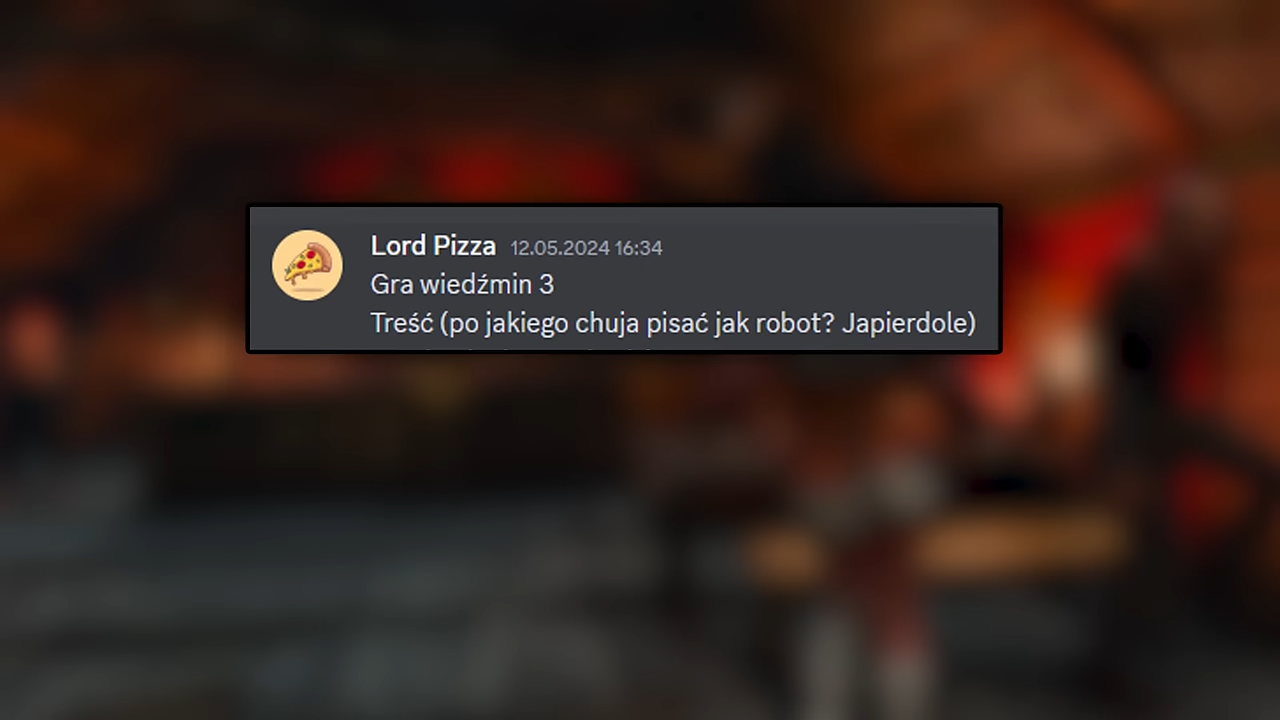 Lord Pizza 12.05.2024 16:34
Gra wiedźmin 3
Treść (po jakiego chuja pisać jak robot? Japierdole)